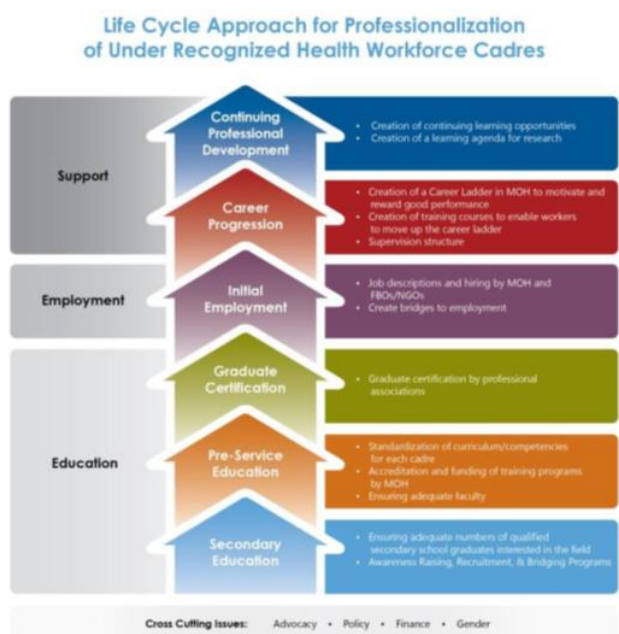 Life Cycle Approach for Professionalization
of Under Recognized Health Workforce Cadres
Support
Continuing
Professional
Development
• Creation of continuing learning opportunities
• Creation of a learning agenda for research
Career
Progression
• Creation of a Career Ladder in MOH to motivate and
reward good performance
• Creation of training courses to enable workers
to move up the career ladder
• Supervision structure
Employment
Initial
Employment
• Job descriptions and hiring by MOH and
FBOs/NGOs
• Create bridges to employment
Education
Graduate
Certification
• Graduate certification by professional
associations
Pre-Service
Education
• Standardization of curriculum/competencies
for each cadre
• Accreditation and funding of training programs
by MOH
• Ensuring adequate faculty
Secondary
Education
• Ensuring adequate numbers of qualified
secondary school graduates interested in the field
• Awareness Raising, Recruitment, & Bridging Programs
Cross Cutting Issues: Advocacy • Policy • Finance • Gender